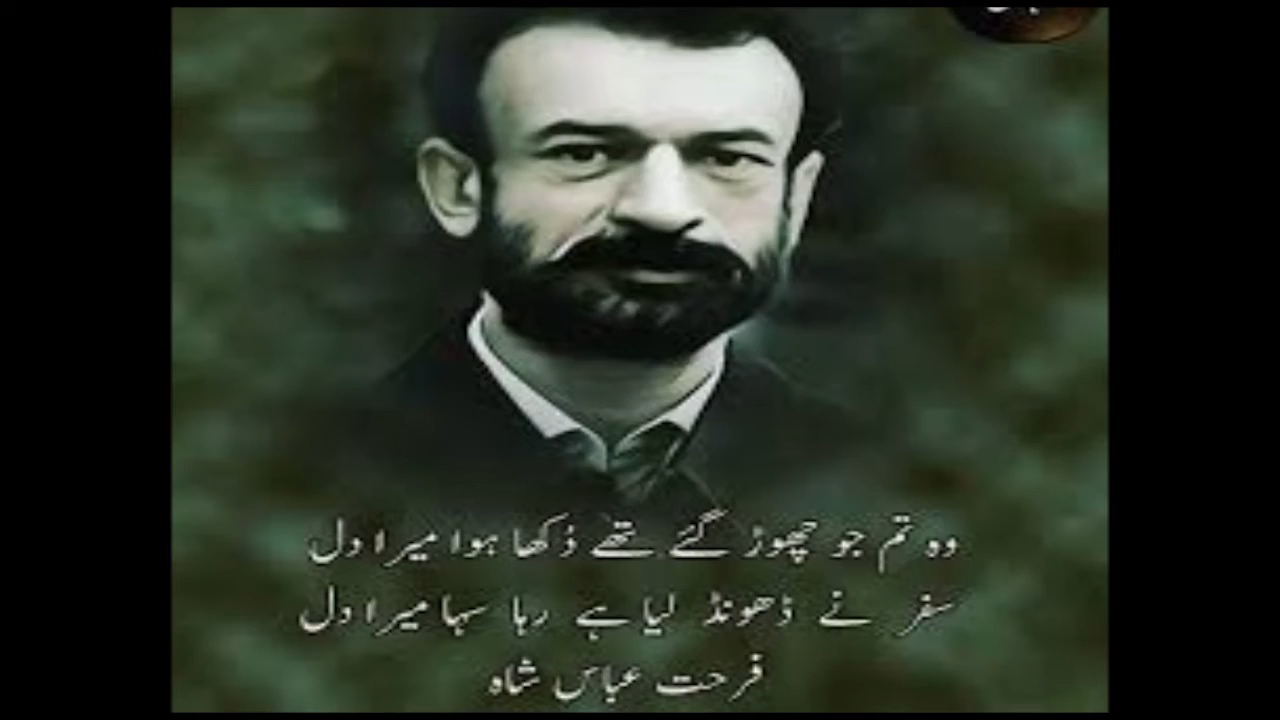 وہ تم جو چھوڑ گئے تھے دُکھا ہوا میرا دل
سفر نے ڈھونڈ لیا ہے رہا سہا میرا دل
فرحت عباس شاہ